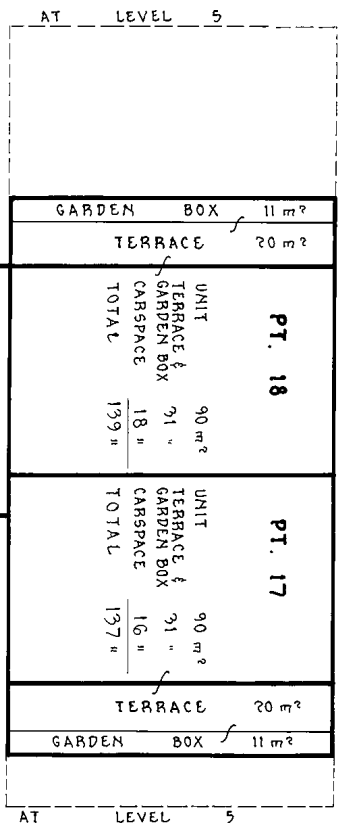 AT LEVEL 5
GARDEN BOX 11 m²
TERRACE 20 m²
PT. 18
UNIT 90 m²
TERRACE &
GARDEN BOX 31 "
CARSPACE 18 "
TOTAL 139 "
PT. 17
UNIT 90 m²
TERRACE &
GARDEN BOX 31 "
CARSPACE 16 "
TOTAL 137 "
TERRACE 20 m²
GARDEN BOX 11 m²
AT LEVEL 5